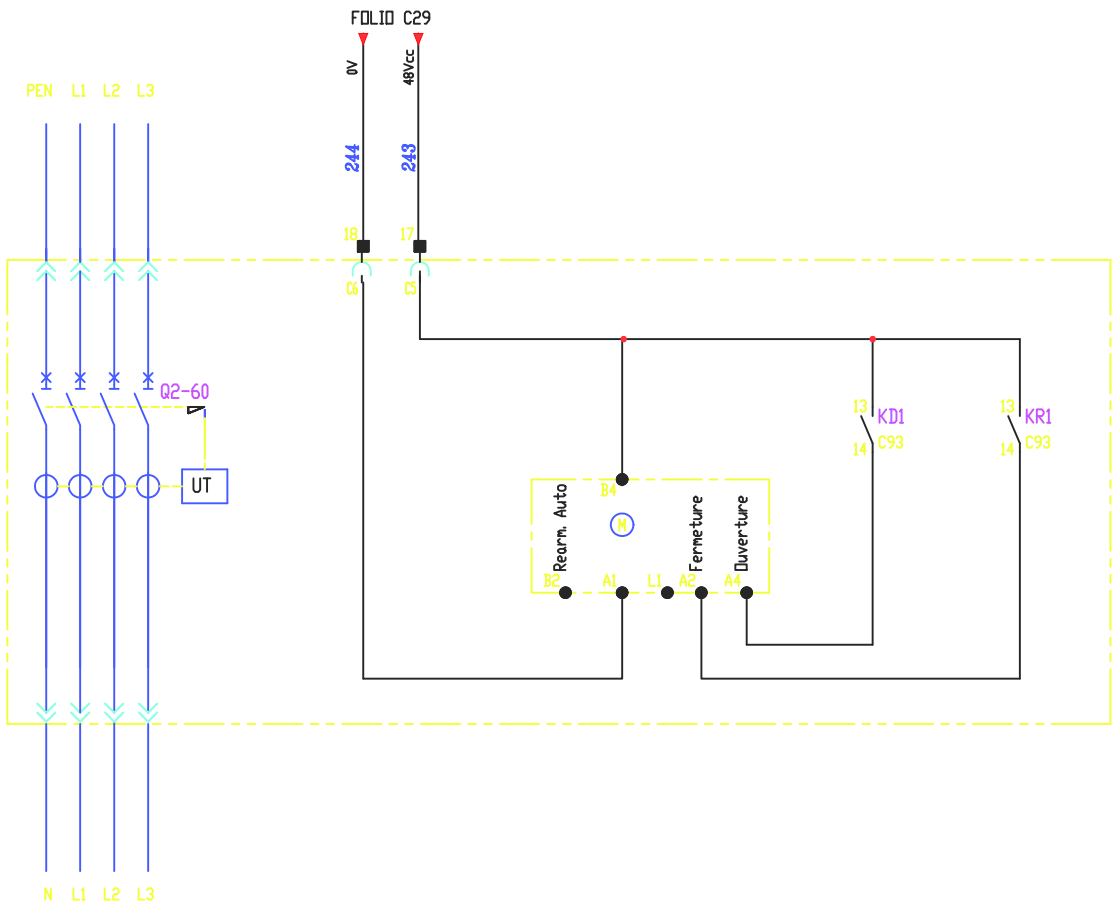 FOLIO C29
0V
48Vcc
PEN L1 L2 L3
244
243
18
17
C6
C5
Q2-60
13
KD1
14
C93
13
KR1
14
C93
UT
B4
M
Rearm. Auto
Fermeture
Ouverture
B2
A1
L1
A2
A4
N L1 L2 L3